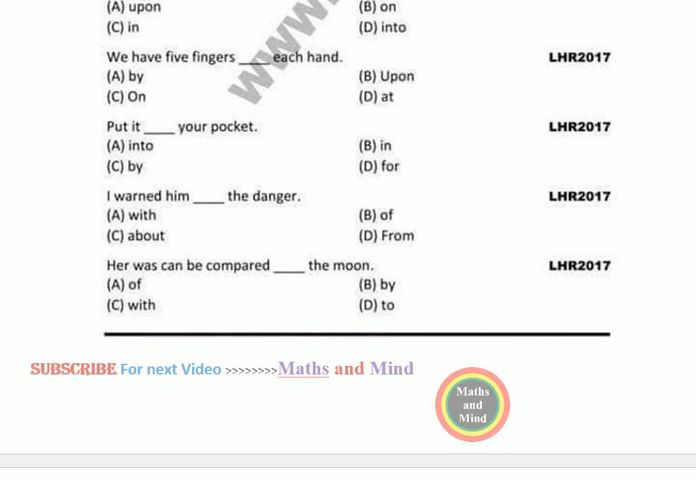 (A) upon (B) on
(C) in (D) into
We have five fingers ____ each hand. LHR2017
(A) by (B) Upon
(C) On (D) at
Put it ____ your pocket. LHR2017
(A) into (B) in
(C) by (D) for
I warned him ____ the danger. LHR2017
(A) with (B) of
(C) about (D) From
Her was can be compared ____ the moon. LHR2017
(A) of (B) by
(C) with (D) to
SUBSCRIBE For next Video >>>>>>>>Maths and Mind
Maths
and
Mind